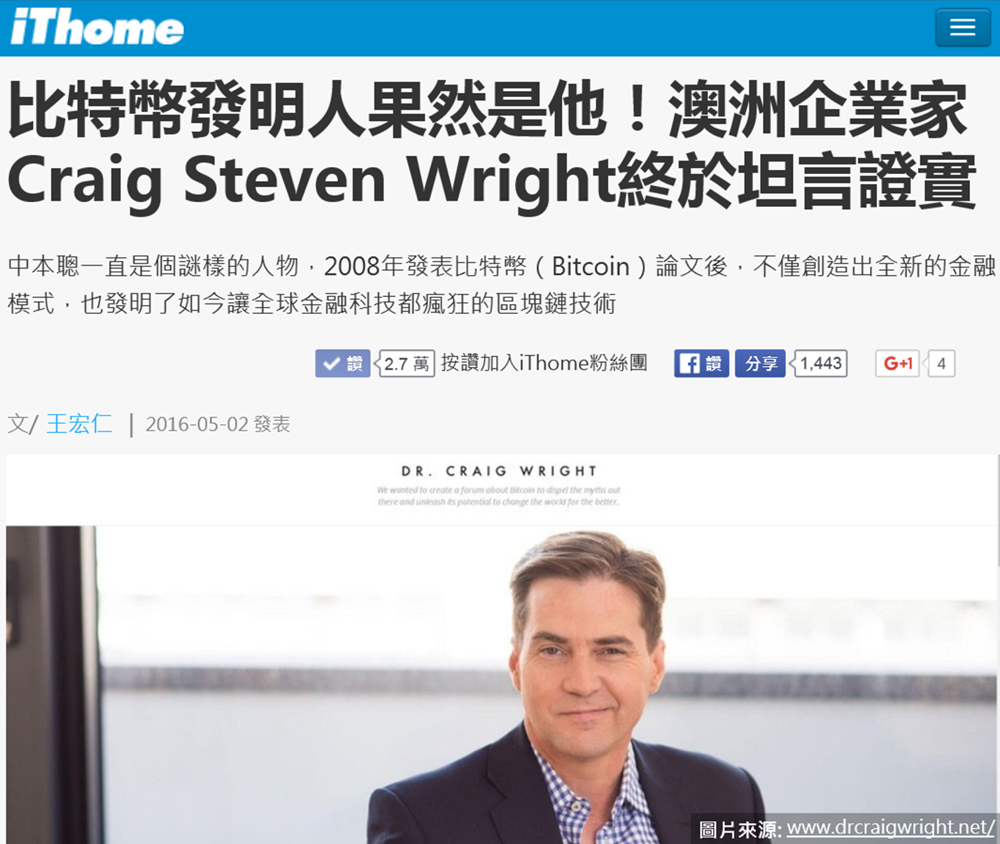 iThome
比特幣發明人果然是他！澳洲企業家
Craig Steven Wright終於坦言證實
中本聰一直是個謎樣的人物，2008年發表比特幣（Bitcoin）論文後，不僅創造出全新的金融
模式，也發明了如今讓全球金融科技都瘋狂的區塊鏈技術
讚 2.7 萬 按讚加入iThome粉絲團 讚 分享 1,443 G+1 4
文/ 王宏仁 | 2016-05-02 發表
DR. CRAIG WRIGHT
We wanted to create a forum about Bitcoin to dispel the myths out
there and unleash its potential to change the world for the better.
圖片來源: www.drcraigwright.net/